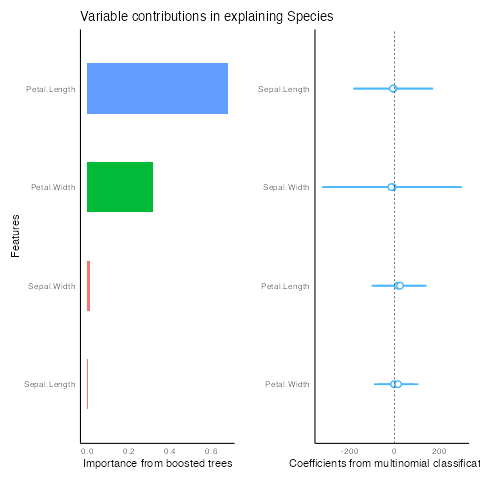 Variable contributions in explaining Species
Features
Petal.Length
Petal.Width
Sepal.Width
Sepal.Length
0.0 0.2 0.4 0.6
Importance from boosted trees
Sepal.Length
Sepal.Width
Petal.Length
Petal.Width
-200 0 200
Coefficients from multinomial classificat